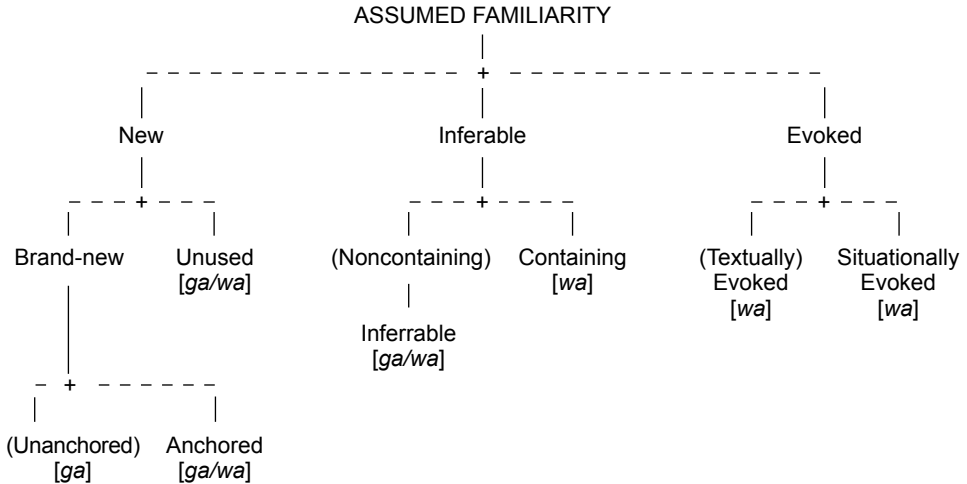 ASSUMED FAMILIARITY
New Inferable Evoked
Brand-new Unused (Noncontaining) Containing (Textually) Situationally
[ga/wa] [wa] Evoked Evoked
[wa] [wa]
Inferrable
[ga/wa]
(Unanchored) Anchored
[ga] [ga/wa]